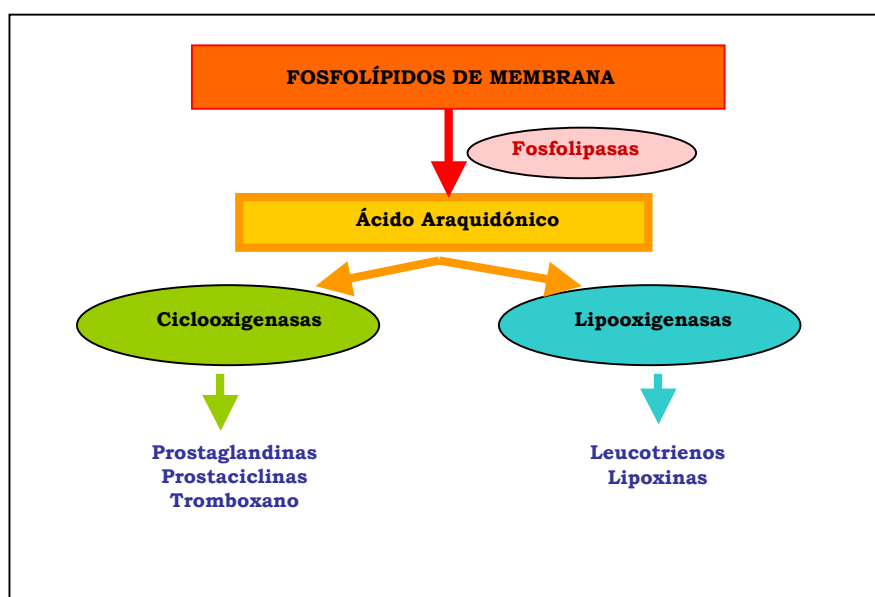 FOSFOLÍPIDOS DE MEMBRANA
Fosfolipasas
Ácido Araquidónico
Ciclooxigenasas
Lipooxigenasas
Prostaglandinas
Prostaciclinas
Tromboxano
Leucotrienos
Lipoxinas